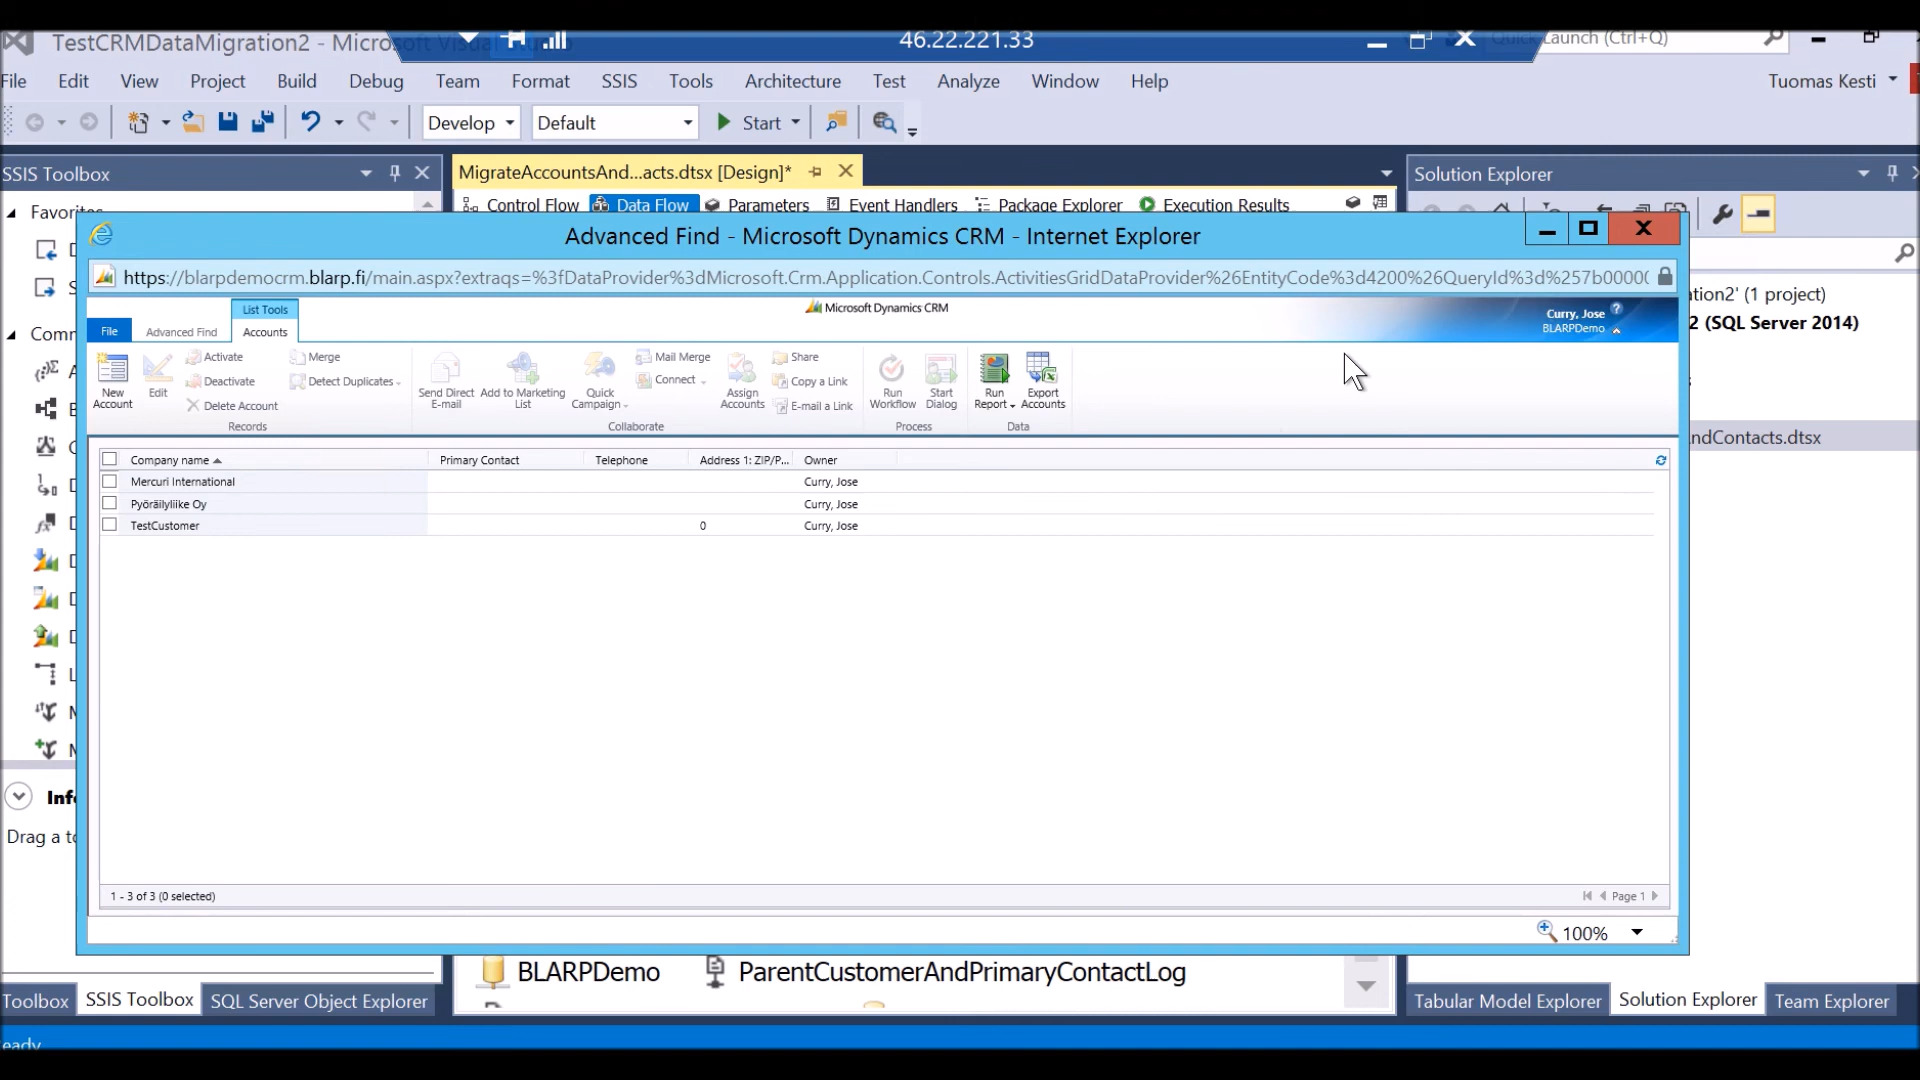 TestCRMDataMigration2 - Microsoft Visual Studio
46.22.221.33
Quick Launch (Ctrl+Q)
File Edit View Project Build Debug Team Format SSIS Tools Architecture Test Analyze Window Help
Tuomas Kesti
Develop Default Start
SSIS Toolbox
MigrateAccountsAnd...acts.dtsx [Design]*
Solution Explorer
Favorites
Control Flow Data Flow Parameters Event Handlers Package Explorer Execution Results
Advanced Find - Microsoft Dynamics CRM - Internet Explorer
https://blarpdemocrm.blarp.fi/main.aspx?extraqs=%3fDataProvider%3dMicrosoft.Crm.Application.Controls.ActivitiesGridDataProvider%26EntityCode%3d4200%26QueryId%3d%257b00000
Microsoft Dynamics CRM
List Tools
File Advanced Find Accounts
Curry, Jose
BLARPDemo
ation2' (1 project)
2 (SQL Server 2014)
New Account
Edit
Activate
Deactivate
Delete Account
Merge
Detect Duplicates
Records
Send Direct E-mail
Add to Marketing List
Quick Campaign
Mail Merge
Connect
Assign Accounts
Share
Copy a Link
E-mail a Link
Collaborate
Run Workflow
Start Dialog
Process
Run Report
Export Accounts
Data
ndContacts.dtsx
Company name Primary Contact Telephone Address 1: ZIP/P... Owner
Mercuri International Curry, Jose
Pyöräilyliike Oy Curry, Jose
TestCustomer 0 Curry, Jose
1 - 3 of 3 (0 selected)
Page 1
100%
Drag a to
BLARPDemo ParentCustomerAndPrimaryContactLog
Toolbox SSIS Toolbox SQL Server Object Explorer
Tabular Model Explorer Solution Explorer Team Explorer
eady